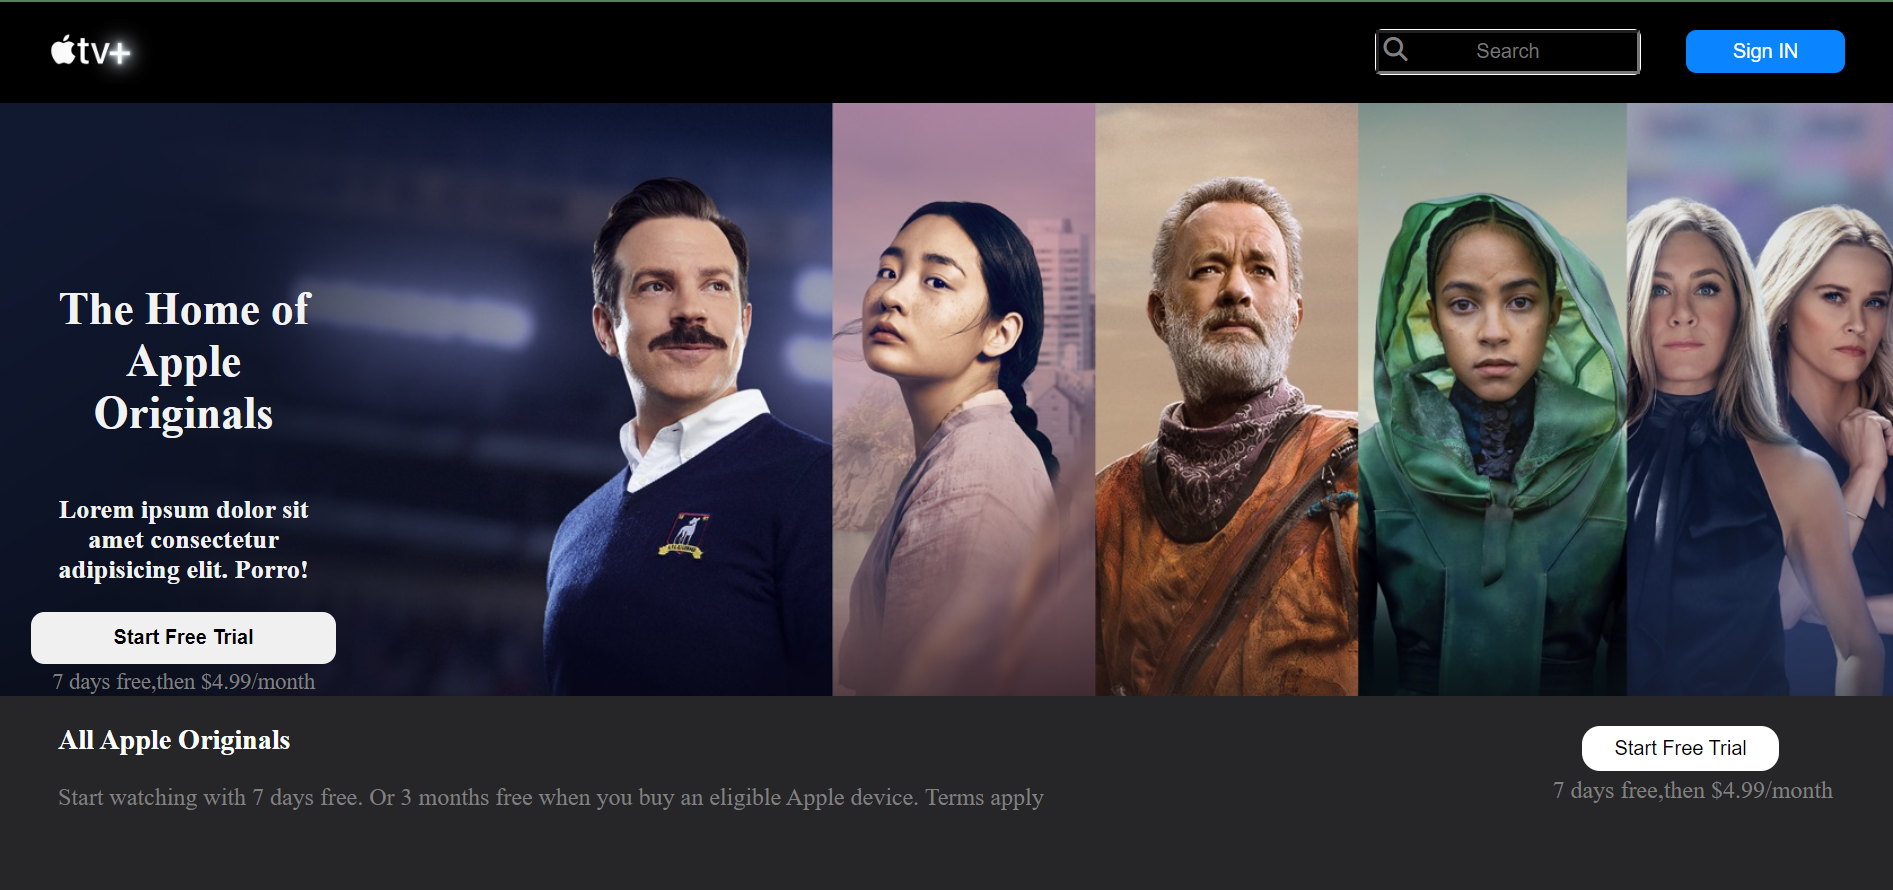 tv+
Search
Sign IN
The Home of
Apple
Originals
Lorem ipsum dolor sit
amet consectetur
adipisicing elit. Porro!
Start Free Trial
7 days free,then $4.99/month
All Apple Originals
Start watching with 7 days free. Or 3 months free when you buy an eligible Apple device. Terms apply
Start Free Trial
7 days free,then $4.99/month